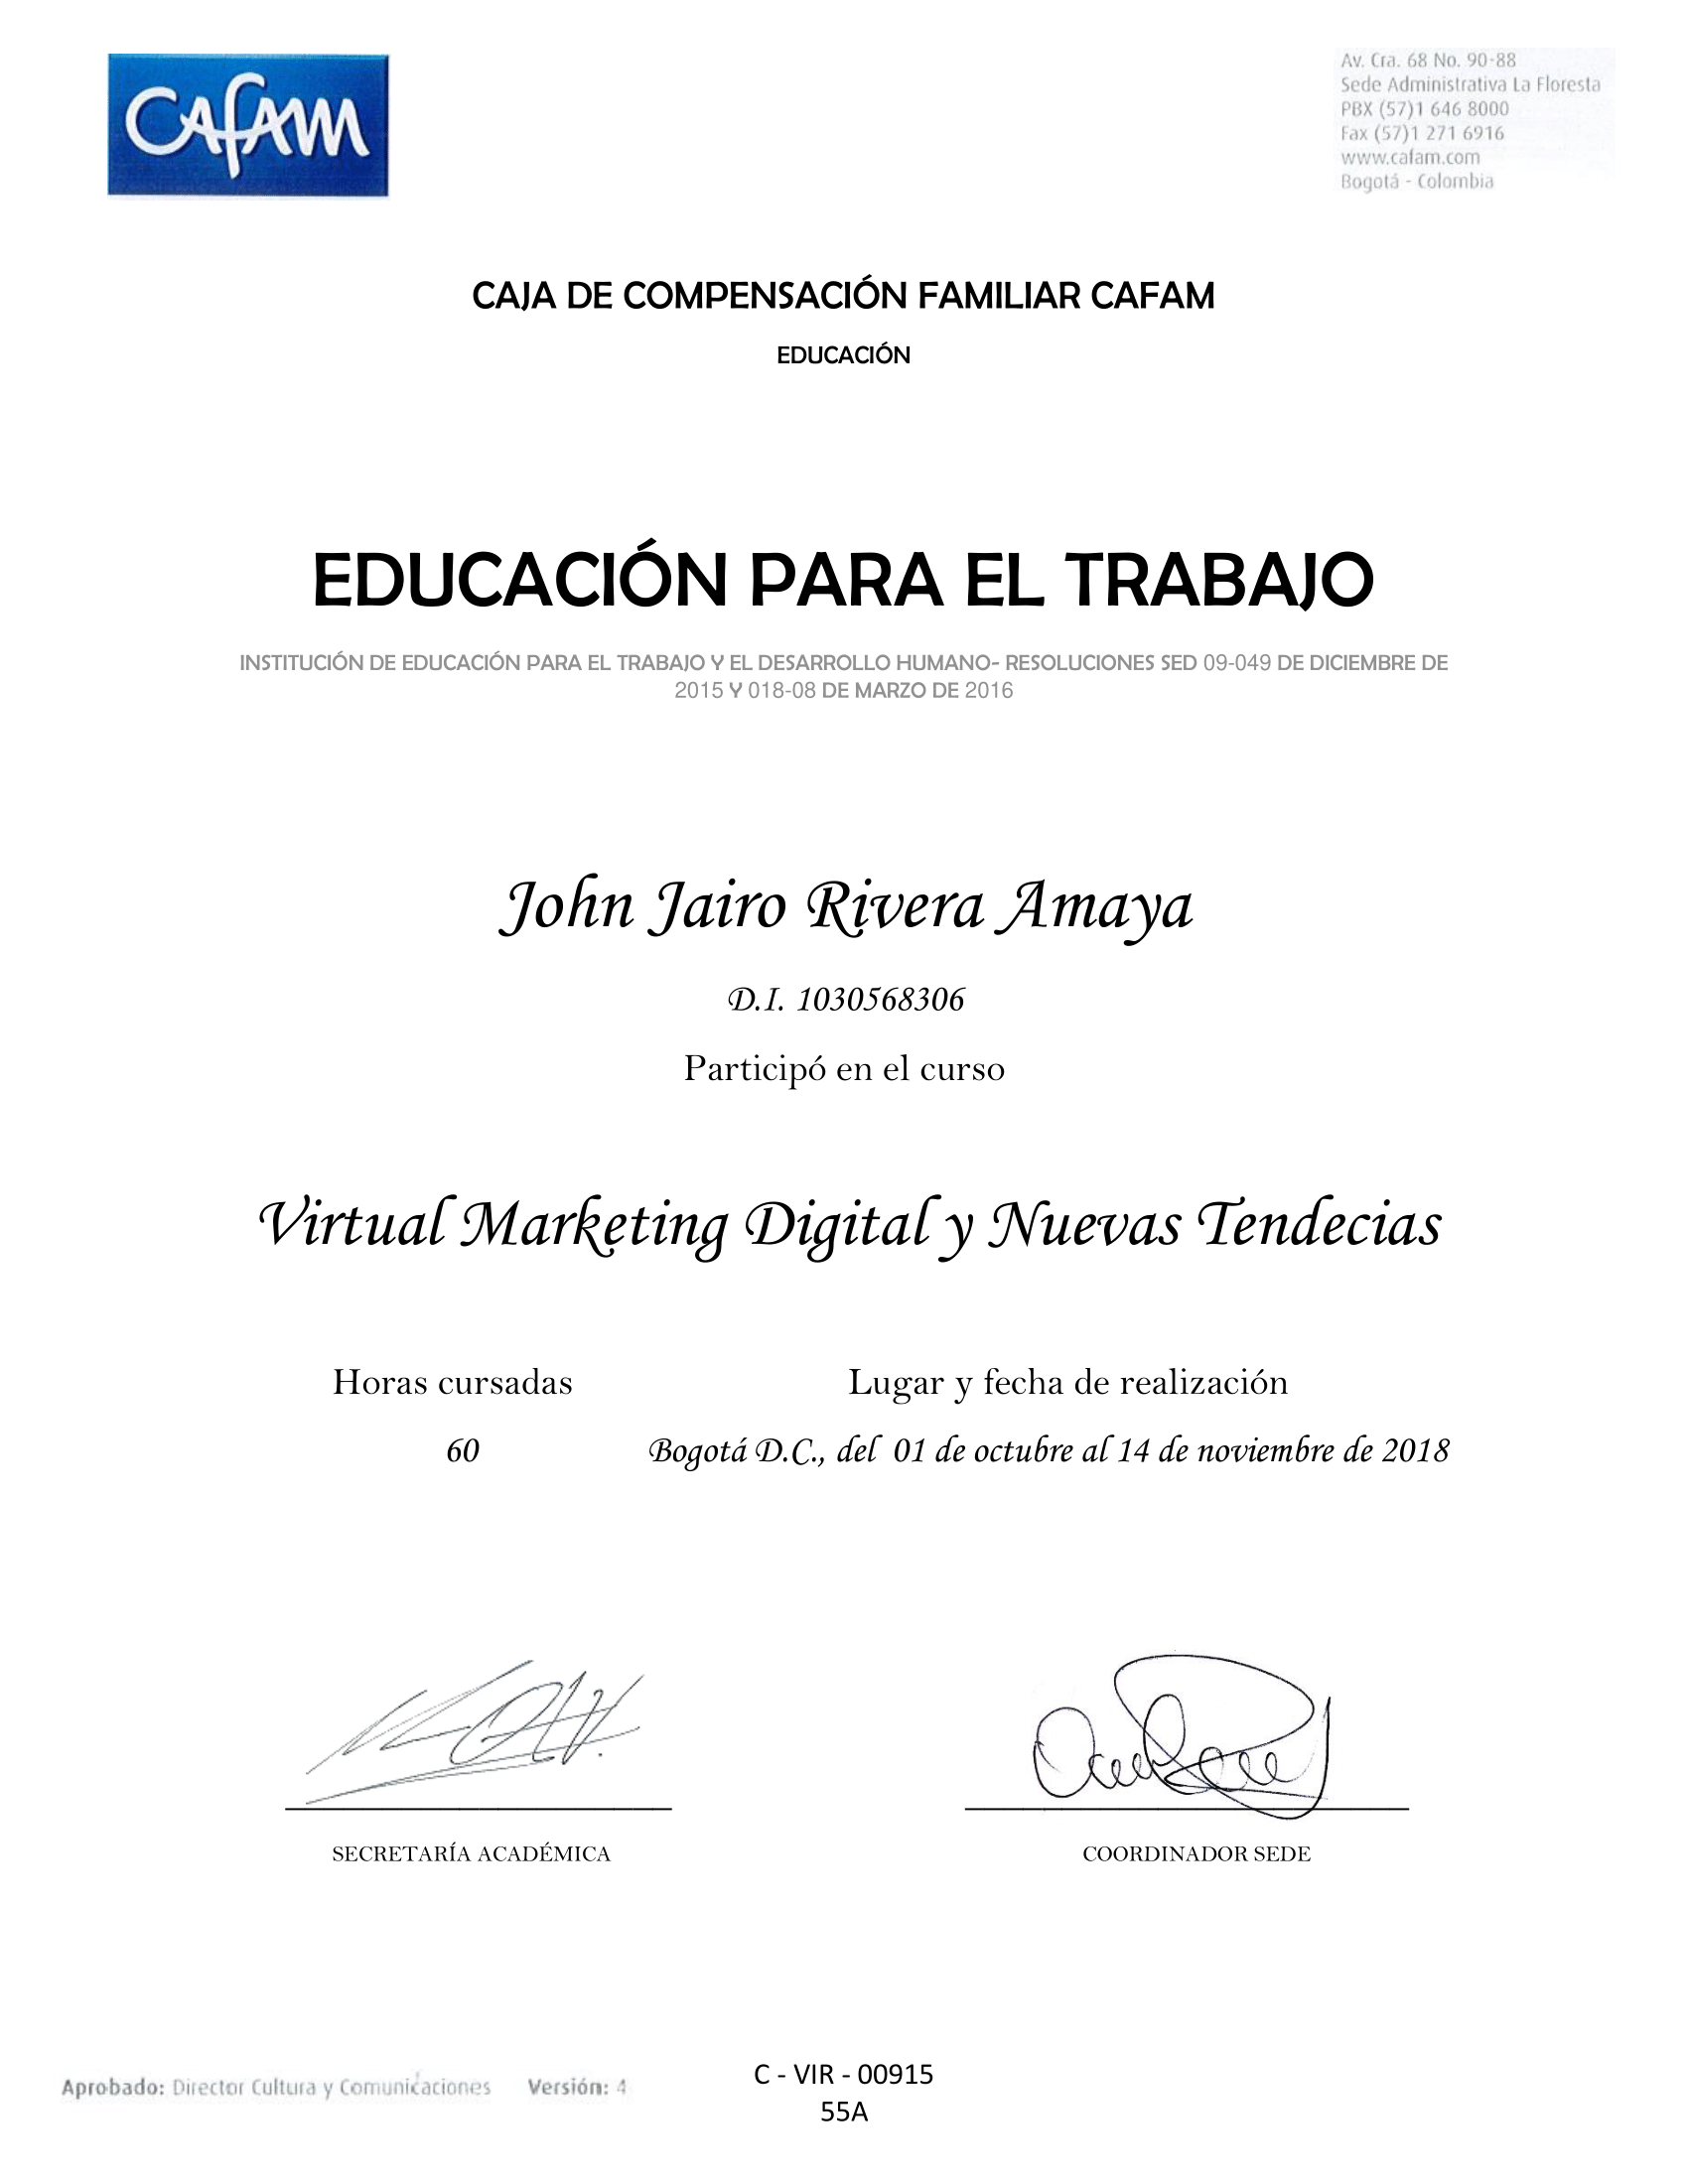 CAFAM
Av. Cra. 68 No. 90-88
Sede Administrativa La Floresta
PBX (57)1 646 8000
Fax (57)1 271 6916
www.cafam.com
Bogotá - Colombia
CAJA DE COMPENSACIÓN FAMILIAR CAFAM
EDUCACIÓN
EDUCACIÓN PARA EL TRABAJO
INSTITUCIÓN DE EDUCACIÓN PARA EL TRABAJO Y EL DESARROLLO HUMANO- RESOLUCIONES SED 09-049 DE DICIEMBRE DE
2015 Y 018-08 DE MARZO DE 2016
John Jairo Rivera Amaya
D.I. 1030568306
Participó en el curso
Virtual Marketing Digital y Nuevas Tendecias
Horas cursadas Lugar y fecha de realización
60 Bogotá D.C., del 01 de octubre al 14 de noviembre de 2018
SECRETARÍA ACADÉMICA COORDINADOR SEDE
Aprobado: Director Cultura y Comunicaciones Versión: 4
C - VIR - 00915
55A